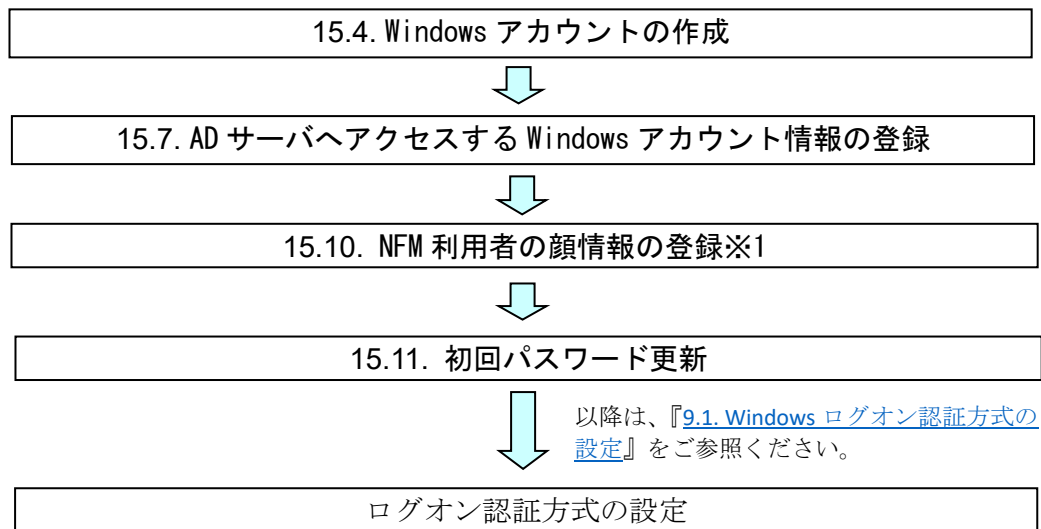 15.4. Windows アカウントの作成
15.7. AD サーバへアクセスする Windows アカウント情報の登録
15.10. NFM 利用者の顔情報の登録※1
15.11. 初回パスワード更新
以降は、『9.1. Windows ログオン認証方式の
設定』をご参照ください。
ログオン認証方式の設定